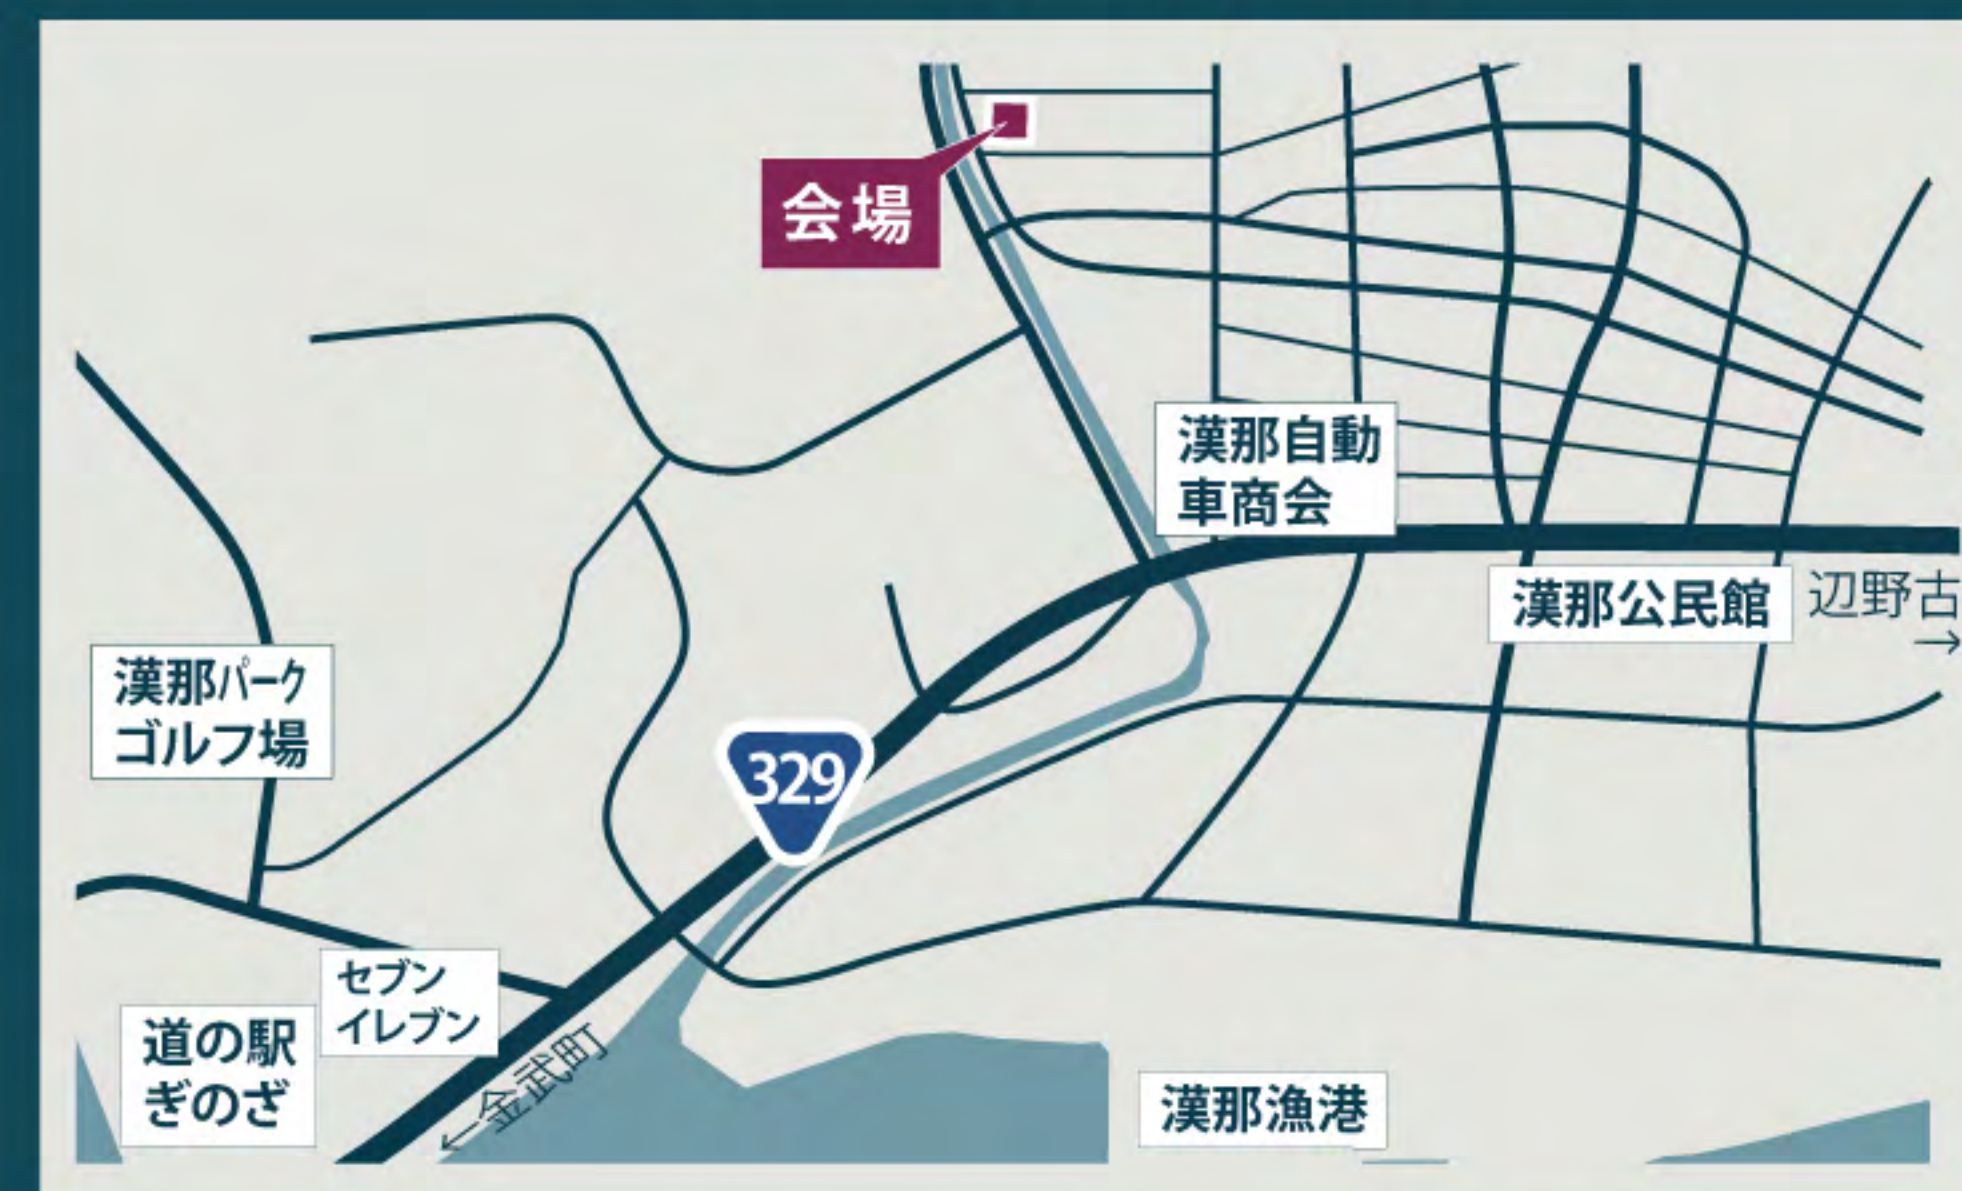 会場
漢那自動
車商会
漢那公民館
辺野古
→
漢那パーク
ゴルフ場
329
セブン
イレブン
道の駅
ぎのざ
←金武町
漢那漁港